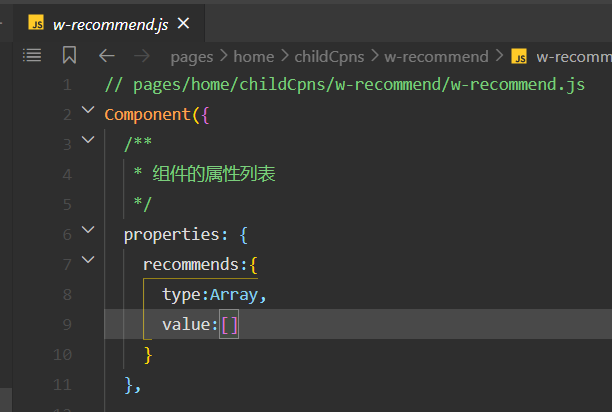 JS w-recommend.js ×
pages > home > childCpns > w-recommend > JS w-recomm
1 // pages/home/childCpns/w-recommend/w-recommend.js
2 Component({
3 /**
4 * 组件的属性列表
5 */
6 properties: {
7 recommends:{
8 type:Array,
9 value:[]
10 }
11 },